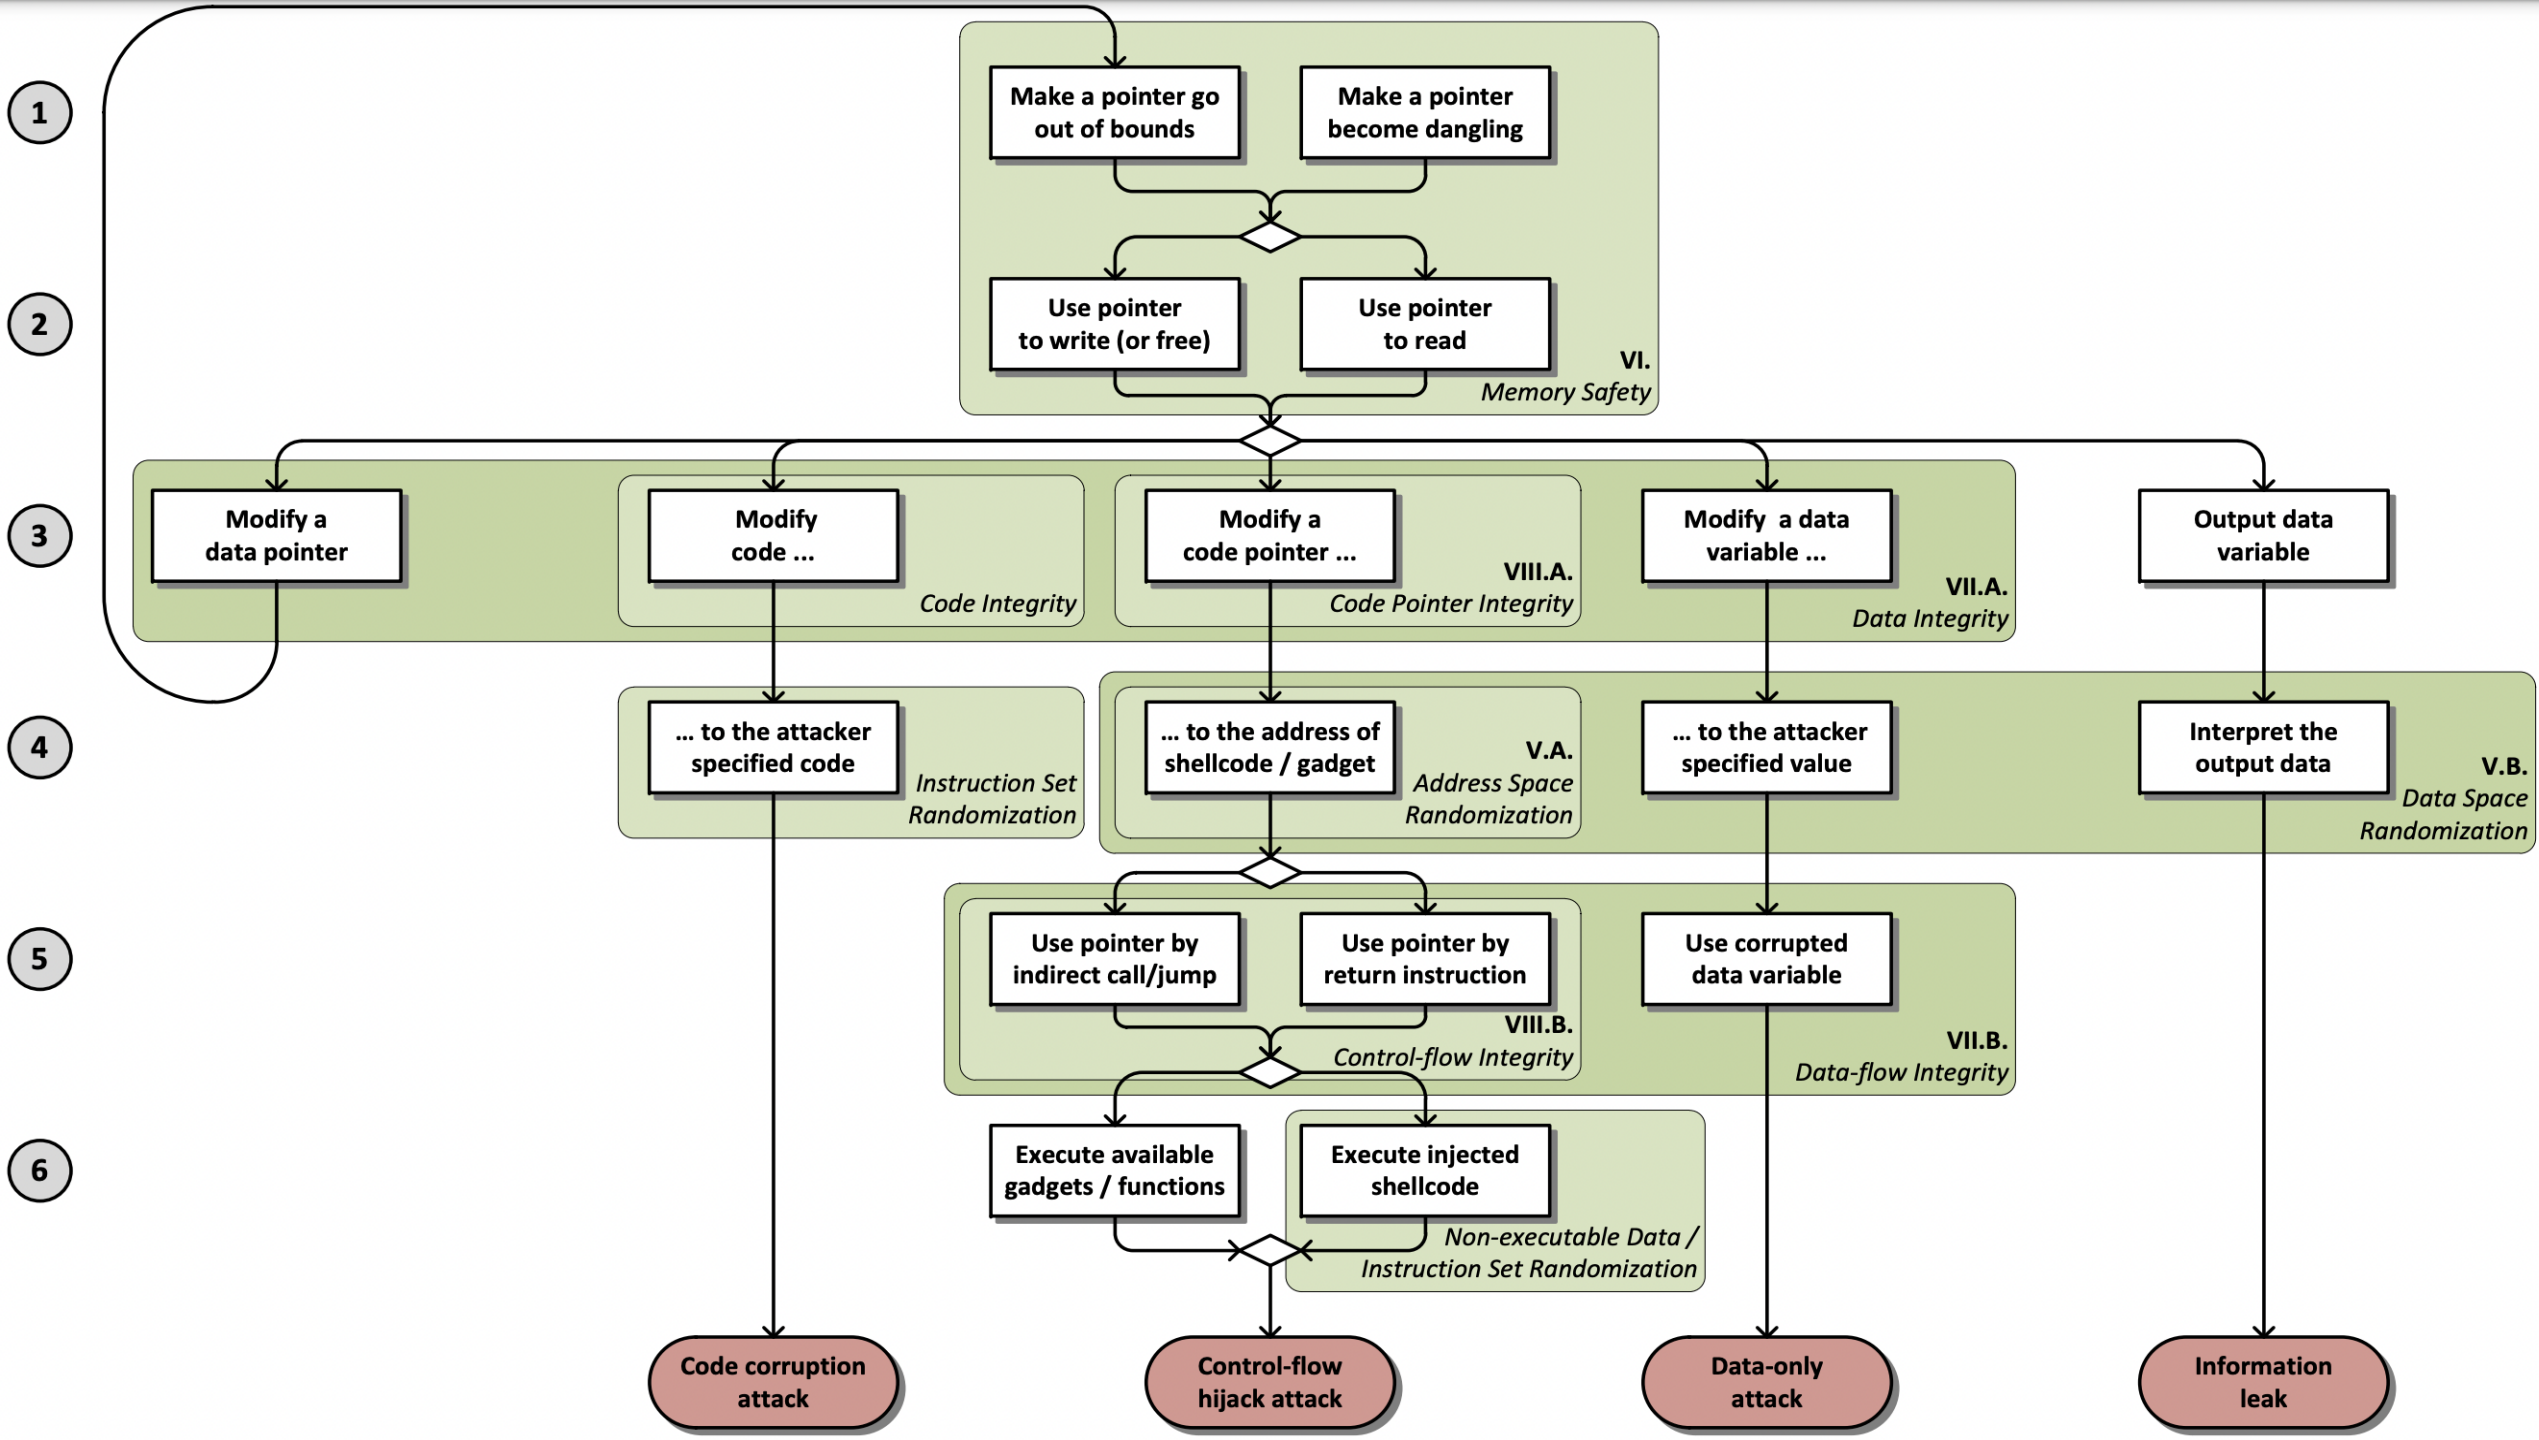 1
Make a pointer go
out of bounds
Make a pointer
become dangling
2
Use pointer
to write (or free)
Use pointer
to read
VI.
Memory Safety
3
Modify a
data pointer
Modify
code ...
Code Integrity
Modify a
code pointer ...
VIII.A.
Code Pointer Integrity
Modify a data
variable ...
VII.A.
Data Integrity
Output data
variable
4
... to the attacker
specified code
Instruction Set
Randomization
... to the address of
shellcode / gadget
V.A.
Address Space
Randomization
... to the attacker
specified value
Interpret the
output data
V.B.
Data Space
Randomization
5
Use pointer by
indirect call/jump
Use pointer by
return instruction
VIII.B.
Control-flow Integrity
Use corrupted
data variable
VII.B.
Data-flow Integrity
6
Execute available
gadgets / functions
Execute injected
shellcode
Non-executable Data /
Instruction Set Randomization
Code corruption
attack
Control-flow
hijack attack
Data-only
attack
Information
leak